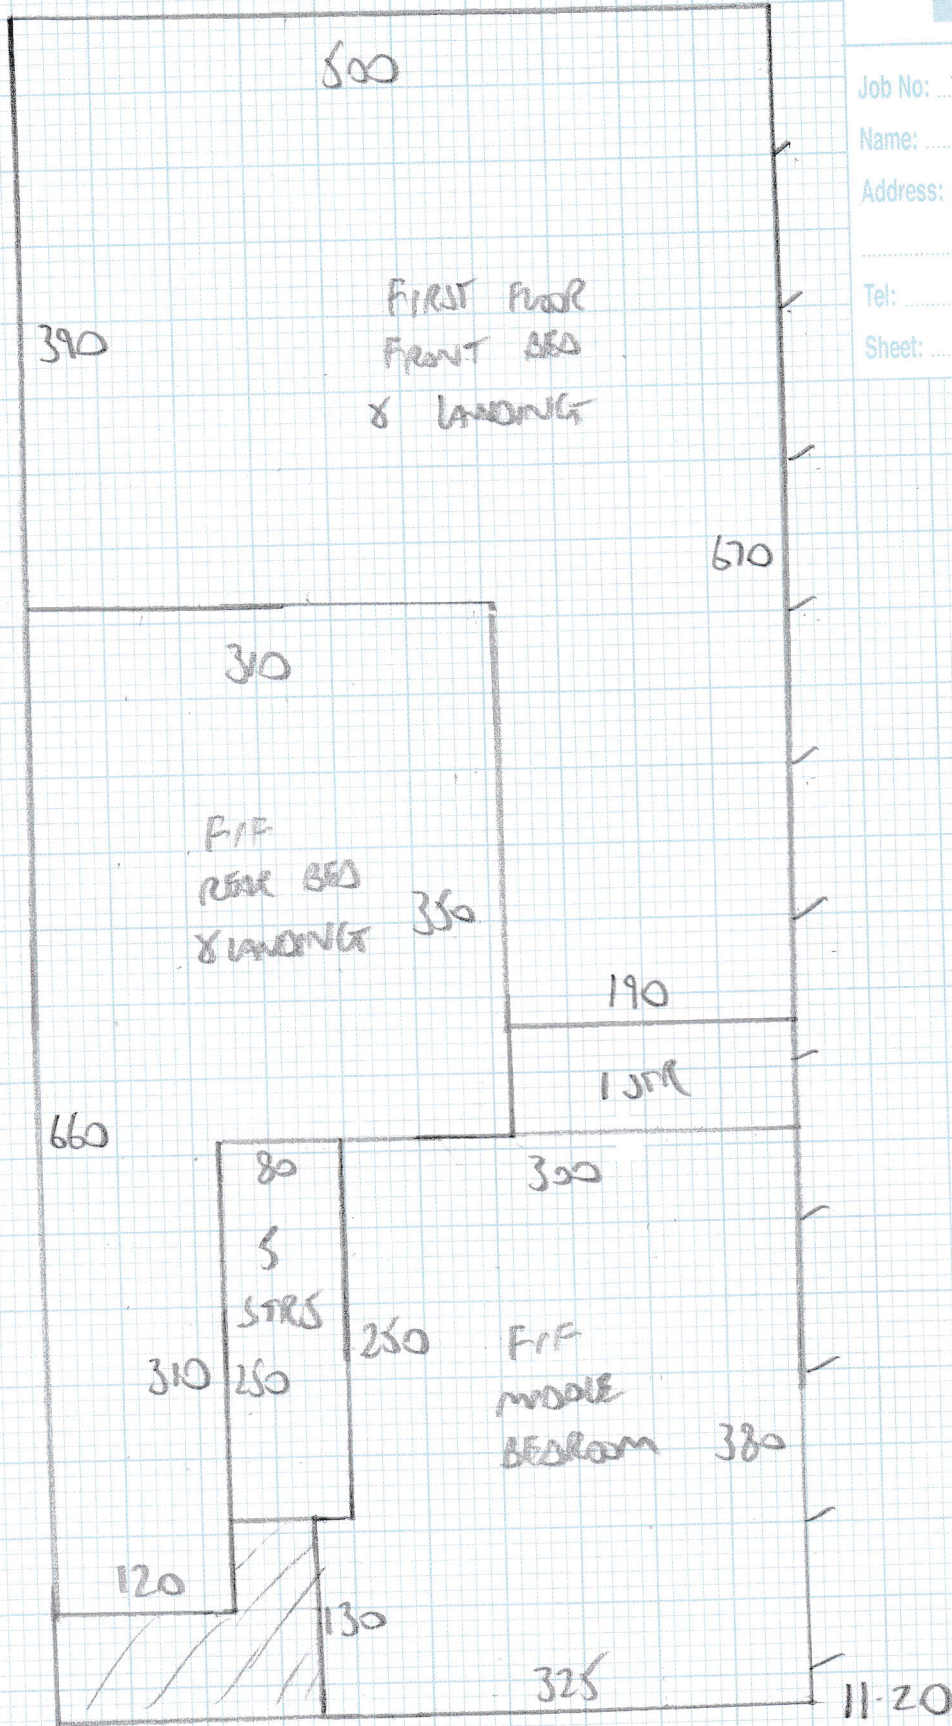 500
Job No:
Name:
Address:
Tel:
Sheet:
FIRST FLOOR
FRONT BED
& LANDING
390
670
310
F/F
REAR BED
& LANDING
350
190
1 STR
660
80
300
5
STRS
250
250
310
F/F
MIDDLE
BEDROOM
380
120
130
325
11.20